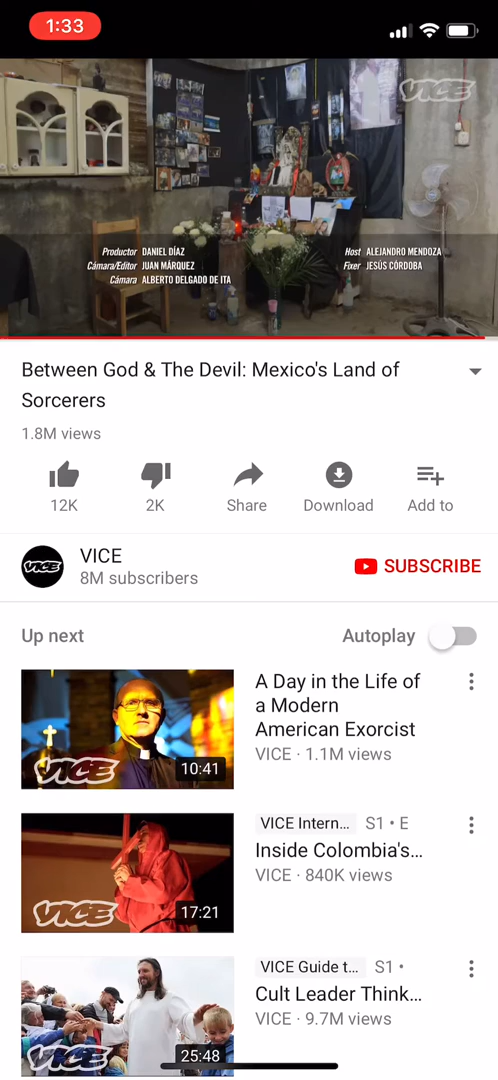 1:33
VICE
Productor DANIEL DÍAZ
Cámara/Editor JUAN MÁRQUEZ
Cámara ALBERTO DELGADO DE ITA
Host ALEJANDRO MENDOZA
Fixer JESÚS CÓRDOBA
Between God & The Devil: Mexico's Land of
Sorcerers
1.8M views
12K
2K
Share
Download
Add to
VICE
VICE
8M subscribers
SUBSCRIBE
Up next
Autoplay
VICE
10:41
A Day in the Life of
a Modern
American Exorcist
VICE · 1.1M views
VICE
17:21
VICE Intern... S1 • E
Inside Colombia's...
VICE · 840K views
VICE
25:48
VICE Guide t... S1 •
Cult Leader Think...
VICE · 9.7M views